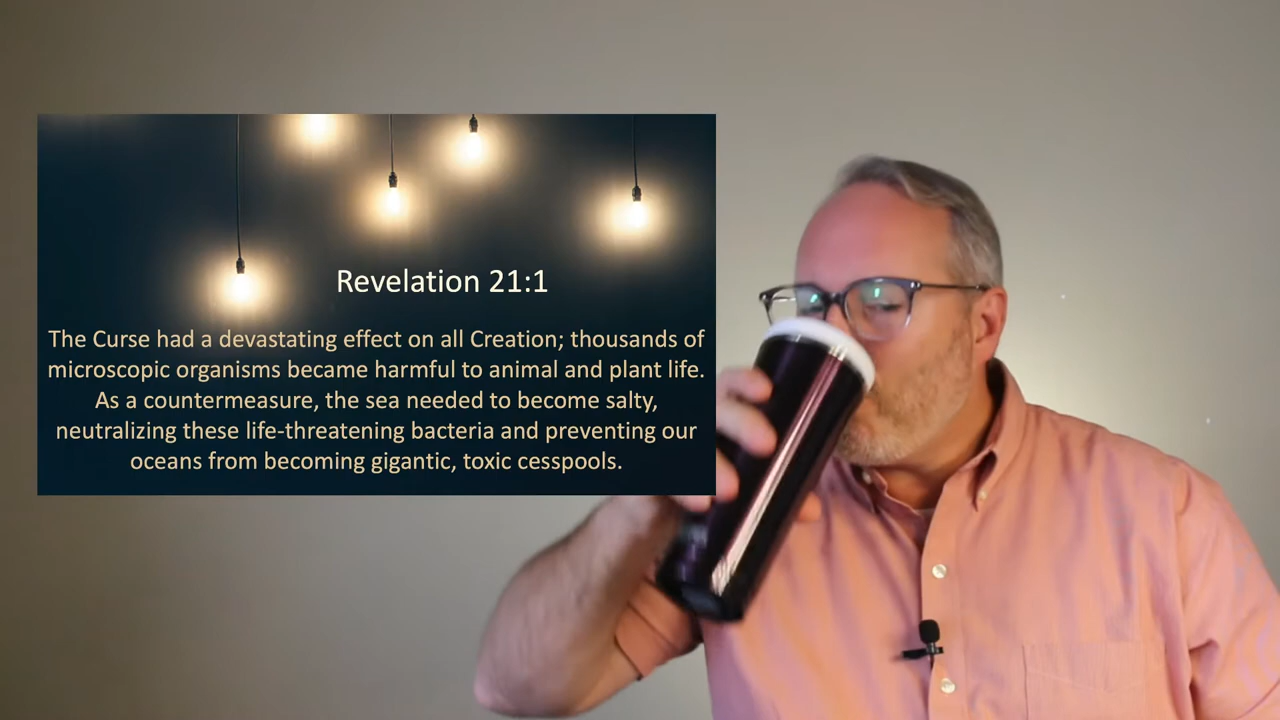 Revelation 21:1
The Curse had a devastating effect on all Creation; thousands of
microscopic organisms became harmful to animal and plant life.
As a countermeasure, the sea needed to become salty,
neutralizing these life-threatening bacteria and preventing our
oceans from becoming gigantic, toxic cesspools.